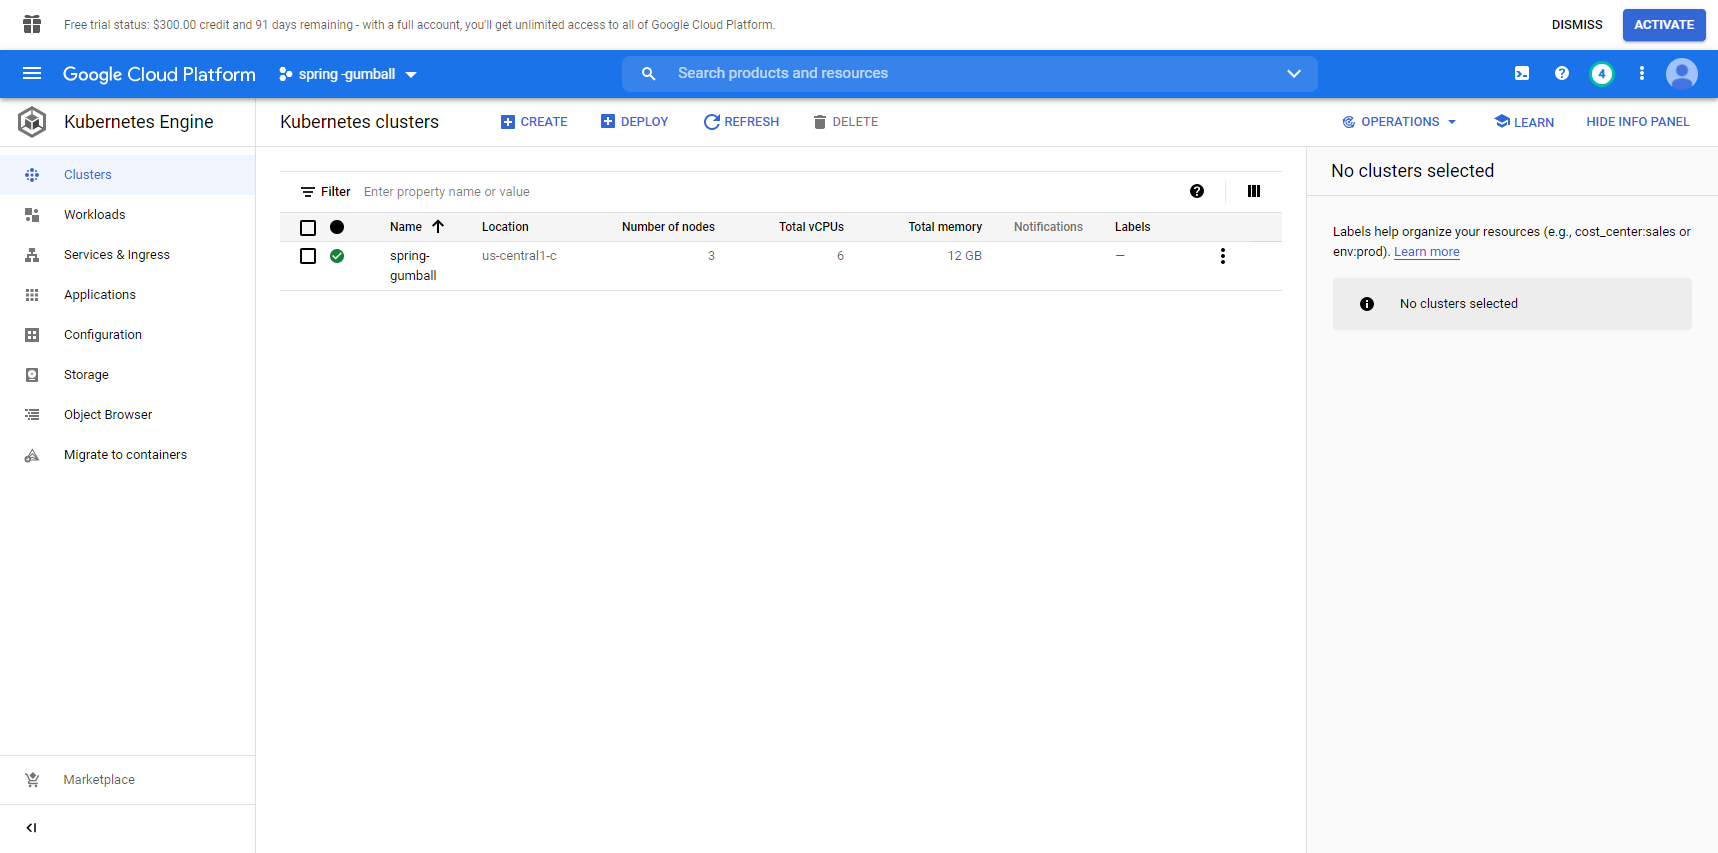 Free trial status: $300.00 credit and 91 days remaining - with a full account, you'll get unlimited access to all of Google Cloud Platform.
DISMISS
ACTIVATE
Google Cloud Platform
spring -gumball
Search products and resources
4
Kubernetes Engine
Kubernetes clusters
CREATE
DEPLOY
REFRESH
DELETE
OPERATIONS
LEARN
HIDE INFO PANEL
Clusters
Workloads
Services & Ingress
Applications
Configuration
Storage
Object Browser
Migrate to containers
Marketplace
Filter Enter property name or value
Name Location Number of nodes Total vCPUs Total memory Notifications Labels
spring- us-central1-c 3 6 12 GB —
gumball
No clusters selected
Labels help organize your resources (e.g., cost_center:sales or
env:prod). Learn more
No clusters selected